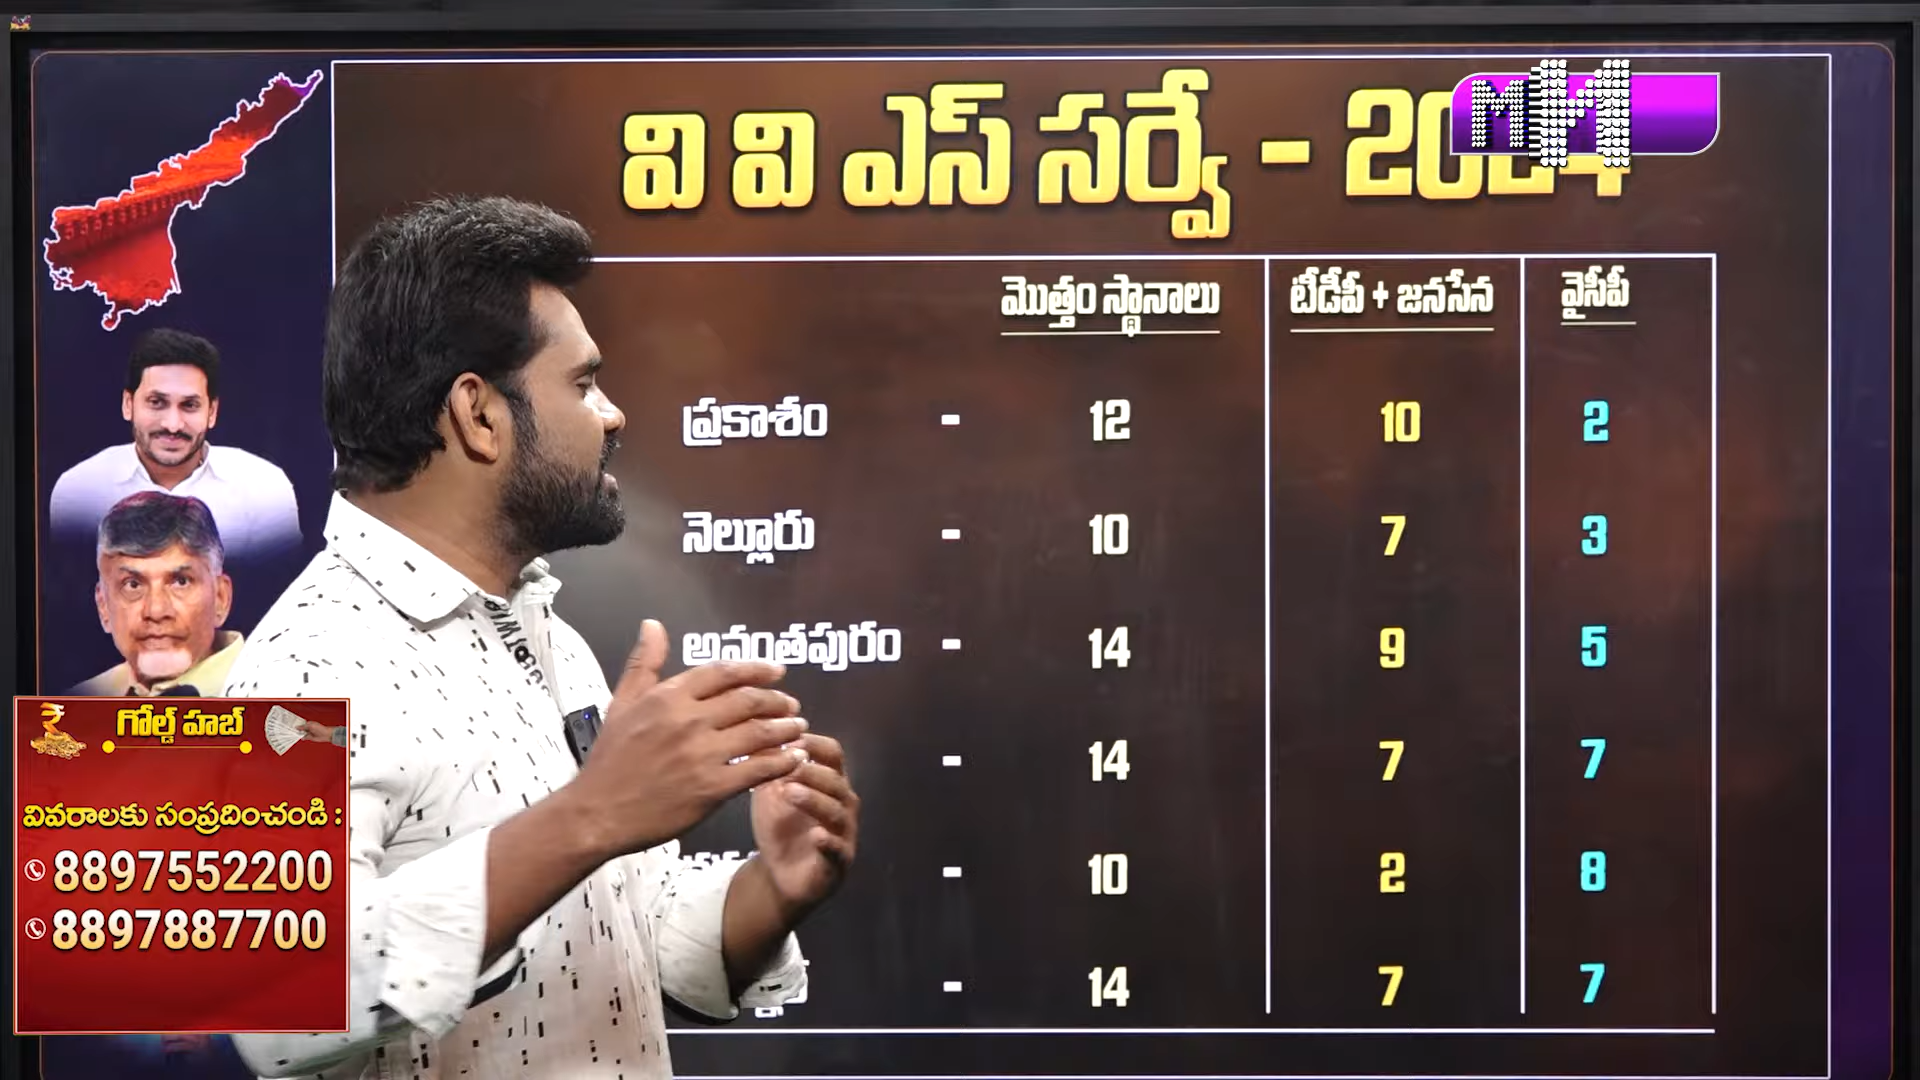 వి వి ఎస్ సర్వే - 2024
మొత్తం స్థానాలు టీడీపీ + జనసేన వైసీపీ
ప్రకాశం - 12 10 2
నెల్లూరు - 10 7 3
అనంతపురం - 14 9 5
- 14 7 7
- 10 2 8
- 14 7 7
గోల్డ్ హబ్
వివరాలకు సంప్రదించండి :
8897552200
8897887700